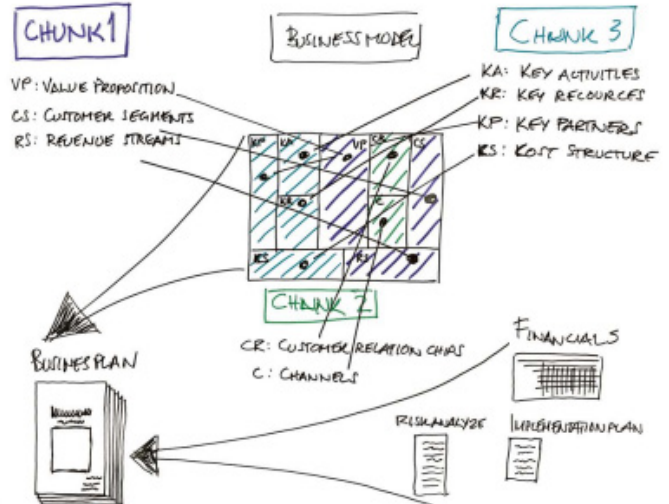 CHUNK 1
BUSINESS MODEL
CHUNK 3
VP: VALUE PROPOSITION
CS: CUSTOMER SEGMENTS
RS: REVENUE STREAMS
KA: KEY ACTIVITIES
KR: KEY RECOURCES
KP: KEY PARTNERS
KS: KOST STRUCTURE
KP KA VP CR CS
KR C
KS RS
CHUNK 2
CR: CUSTOMER RELATION CHIPS
C: CHANNELS
BUSINESPLAN
FINANCIALS
RISKANALYZE
IMPLEMENTATIONPLAN